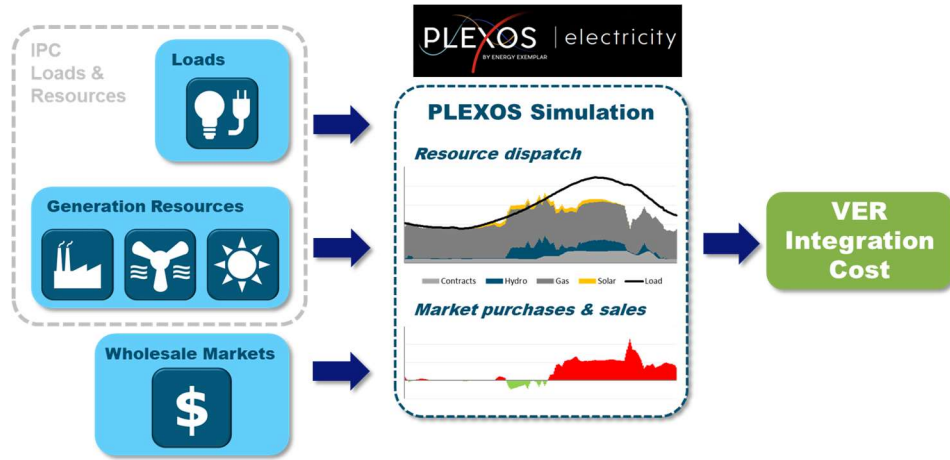 IPC
Loads &
Resources
Loads
Generation Resources
Wholesale Markets
$
PLEXOS | electricity
BY ENERGY EXEMPLAR
PLEXOS Simulation
Resource dispatch
Contracts Hydro Gas Solar Load
Market purchases & sales
VER
Integration
Cost